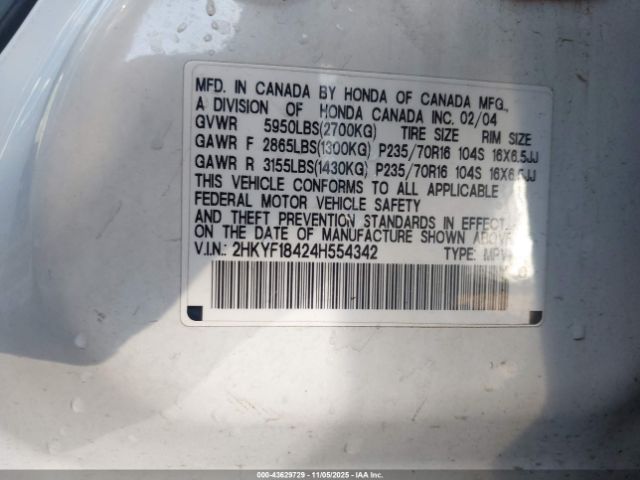 MFD. IN CANADA BY HONDA OF CANADA MFG.,
A DIVISION OF HONDA CANADA INC. 02/04
GVWR 5950LBS(2700KG) TIRE SIZE RIM SIZE
GAWR F 2865LBS(1300KG) P235/70R16 104S 16X6.5JJ
GAWR R 3155LBS(1430KG) P235/70R16 104S 16X6.5JJ
THIS VEHICLE CONFORMS TO ALL APPLICABLE
FEDERAL MOTOR VEHICLE SAFETY
AND THEFT PREVENTION STANDARDS IN EFFECT
ON THE DATE OF MANUFACTURE SHOWN ABOVE.
V.I.N.: 2HKYF18424H554342 TYPE: MPV
000-43629729 - 11/05/2025 - IAAI.CA